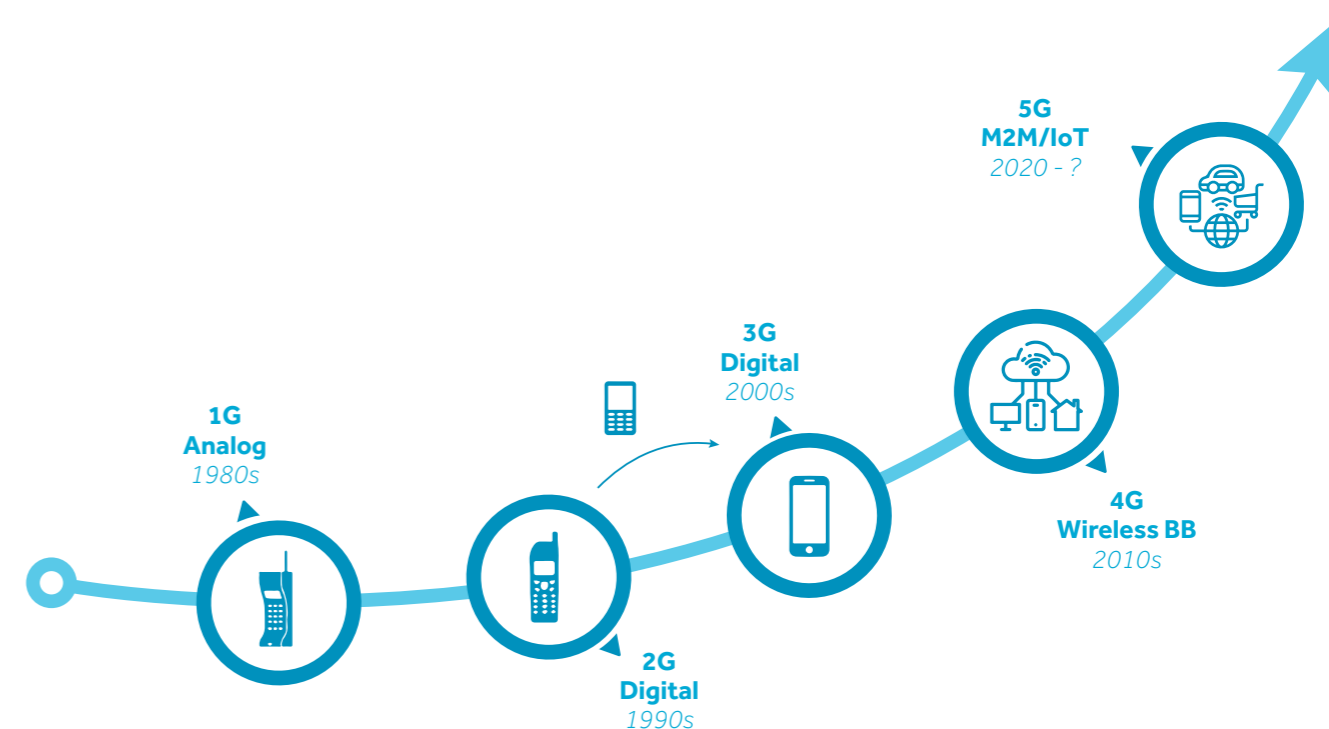 1G
Analog
1980s
2G
Digital
1990s
3G
Digital
2000s
4G
Wireless BB
2010s
5G
M2M/IoT
2020 - ?